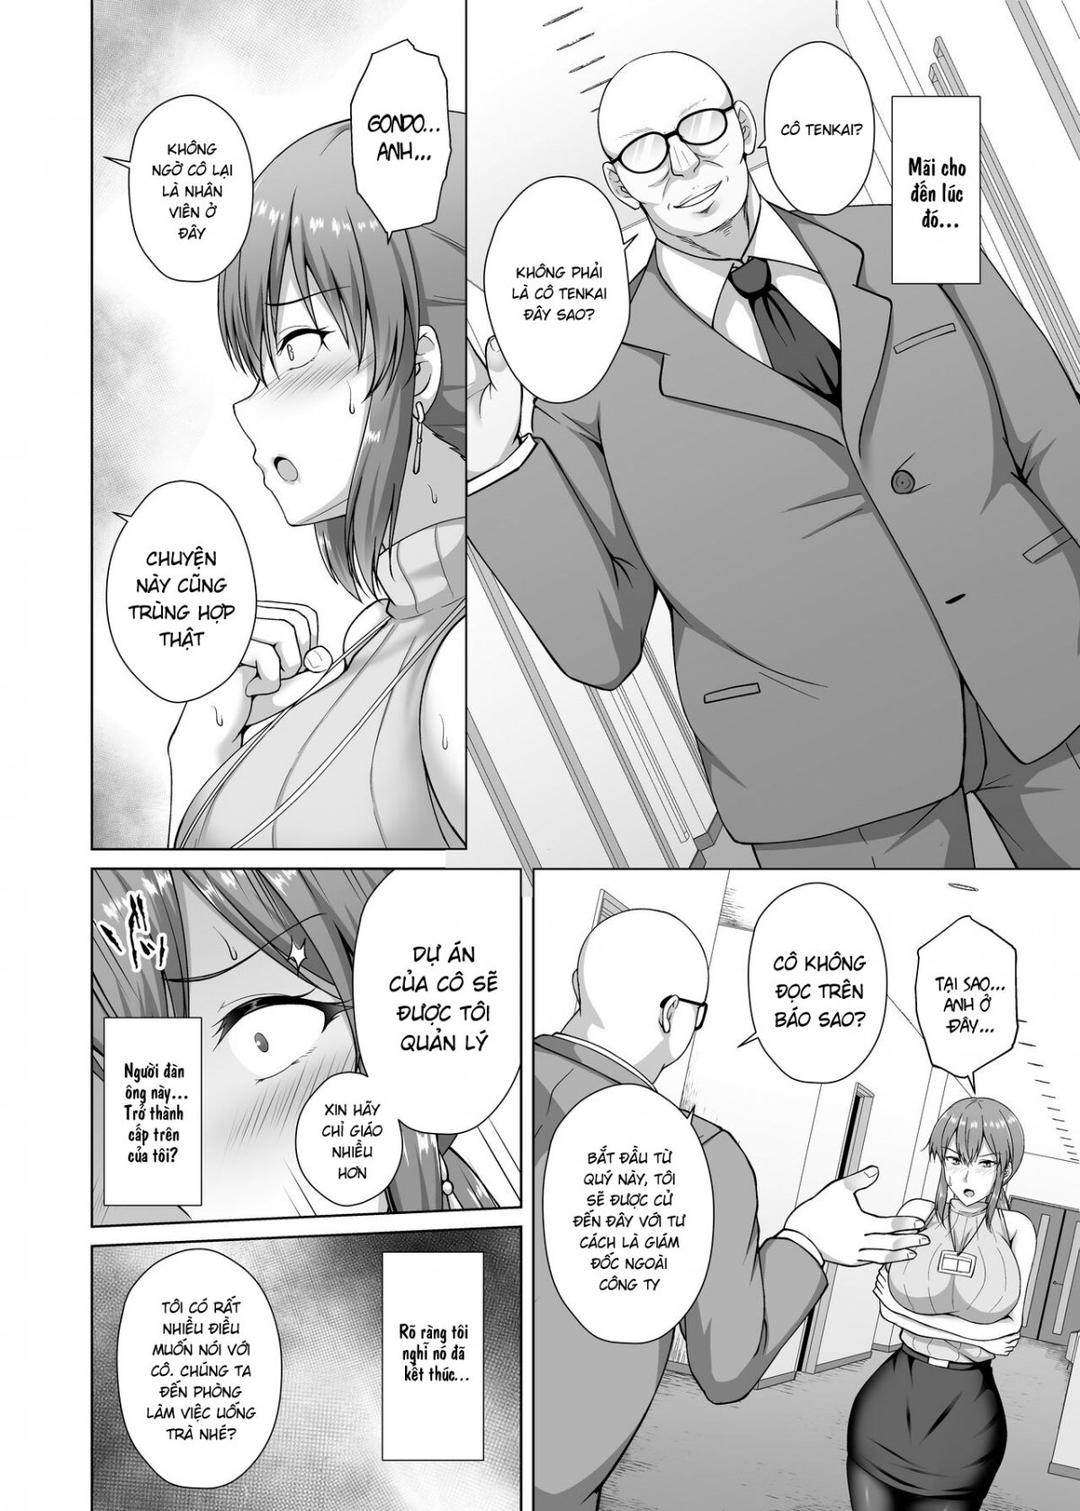 Mãi cho
đến lúc
đó...
CÔ TENKAI?
KHÔNG PHẢI
LÀ CÔ TENKAI
ĐÂY SAO?
GONDO...
ANH...
KHÔNG
NGỜ CÔ LẠI
LÀ NHÂN
VIÊN Ở
ĐÂY
CHUYỆN
NÀY CŨNG
TRÙNG HỢP
THẬT
TẠI SAO...
ANH Ở
ĐÂY...
CÔ KHÔNG
ĐỌC TRÊN
BÁO SAO?
BẮT ĐẦU TỪ
QUÝ NÀY, TÔI
SẼ ĐƯỢC CỬ
ĐẾN ĐÂY VỚI TƯ
CÁCH LÀ GIÁM
ĐỐC NGOÀI
CÔNG TY
DỰ ÁN
CỦA CÔ SẼ
ĐƯỢC TÔI
QUẢN LÝ
XIN HÃY
CHỈ GIÁO
NHIỀU
HƠN
Người đàn
ông này...
Trở thành
cấp trên
của tôi?
Rõ ràng tôi
nghĩ nó đã
kết thúc...
TÔI CÓ RẤT
NHIỀU ĐIỀU
MUỐN NÓI VỚI
CÔ. CHÚNG TA
ĐẾN PHÒNG
LÀM VIỆC UỐNG
TRÀ NHÉ?